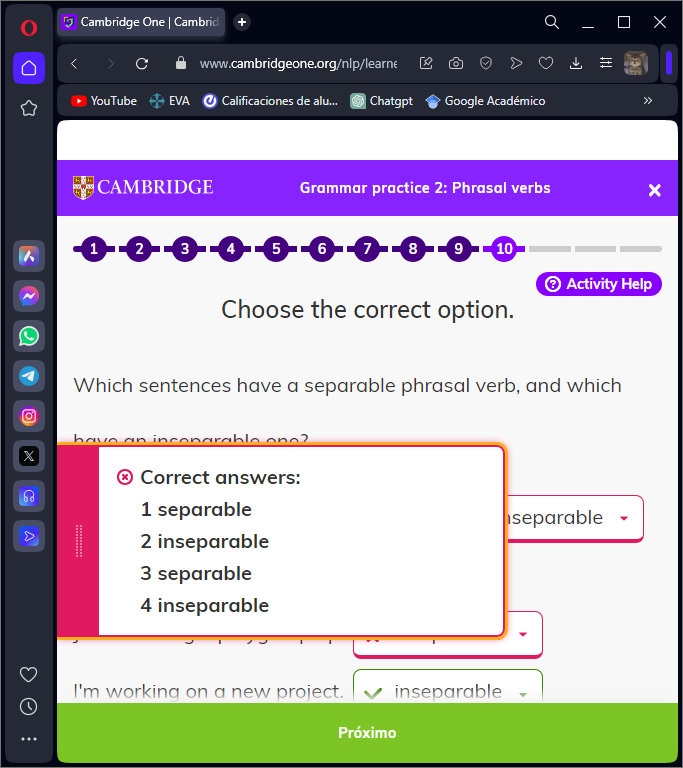 Cambridge One | Cambrid
www.cambridgeone.org/nlp/learne
YouTube EVA Calificaciones de alu... Chatgpt Google Académico »
CAMBRIDGE Grammar practice 2: Phrasal verbs
1 2 3 4 5 6 7 8 9 10
Activity Help
Choose the correct option.
Which sentences have a separable phrasal verb, and which
have an inseparable one?
Correct answers:
1 separable
nseparable
2 inseparable
3 separable
4 inseparable
I'm working on a new project. inseparable
Próximo